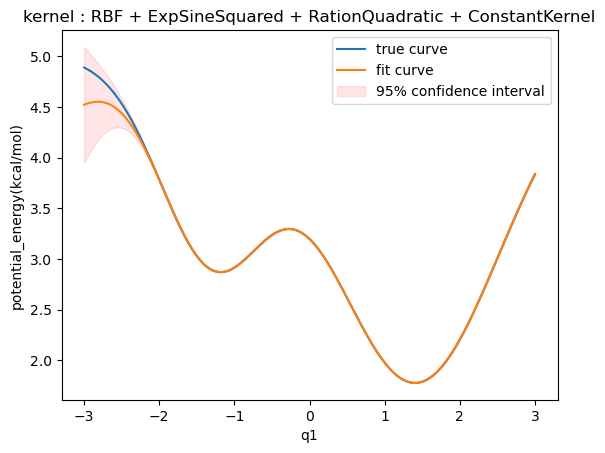 kernel : RBF + ExpSineSquared + RationQuadratic + ConstantKernel
true curve
fit curve
95% confidence interval
potential_energy(kcal/mol)
5.0
4.5
4.0
3.5
3.0
2.5
2.0
−3
−2
−1
0
1
2
3
q1